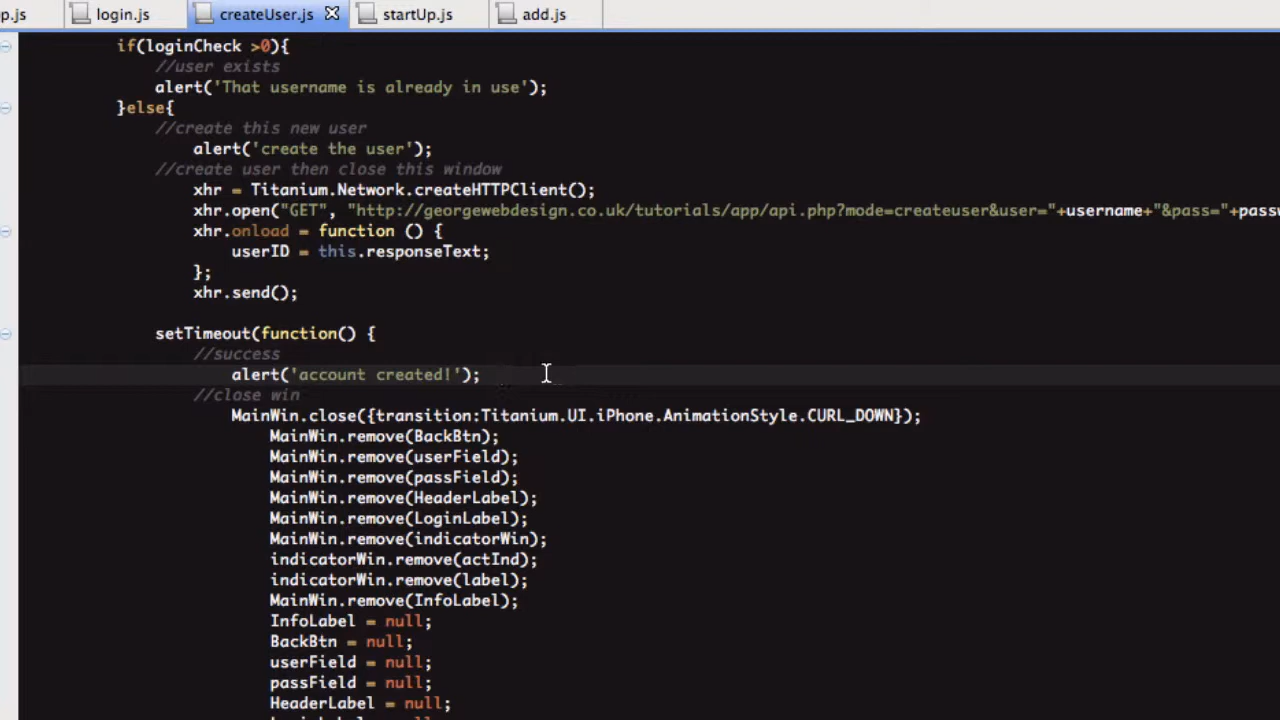 p.js login.js createUser.js startUp.js add.js
if(loginCheck >0){
//user exists
alert('That username is already in use');
}else{
//create this new user
alert('create the user');
//create user then close this window
xhr = Titanium.Network.createHTTPClient();
xhr.open("GET", "http://georgewebdesign.co.uk/tutorials/app/api.php?mode=createuser&user="+username+"&pass="+passw
xhr.onload = function () {
userID = this.responseText;
};
xhr.send();
setTimeout(function() {
//success
alert('account created!');
//close win
MainWin.close({transition:Titanium.UI.iPhone.AnimationStyle.CURL_DOWN});
MainWin.remove(BackBtn);
MainWin.remove(userField);
MainWin.remove(passField);
MainWin.remove(HeaderLabel);
MainWin.remove(LoginLabel);
MainWin.remove(indicatorWin);
indicatorWin.remove(actInd);
indicatorWin.remove(label);
MainWin.remove(InfoLabel);
InfoLabel = null;
BackBtn = null;
userField = null;
passField = null;
HeaderLabel = null;